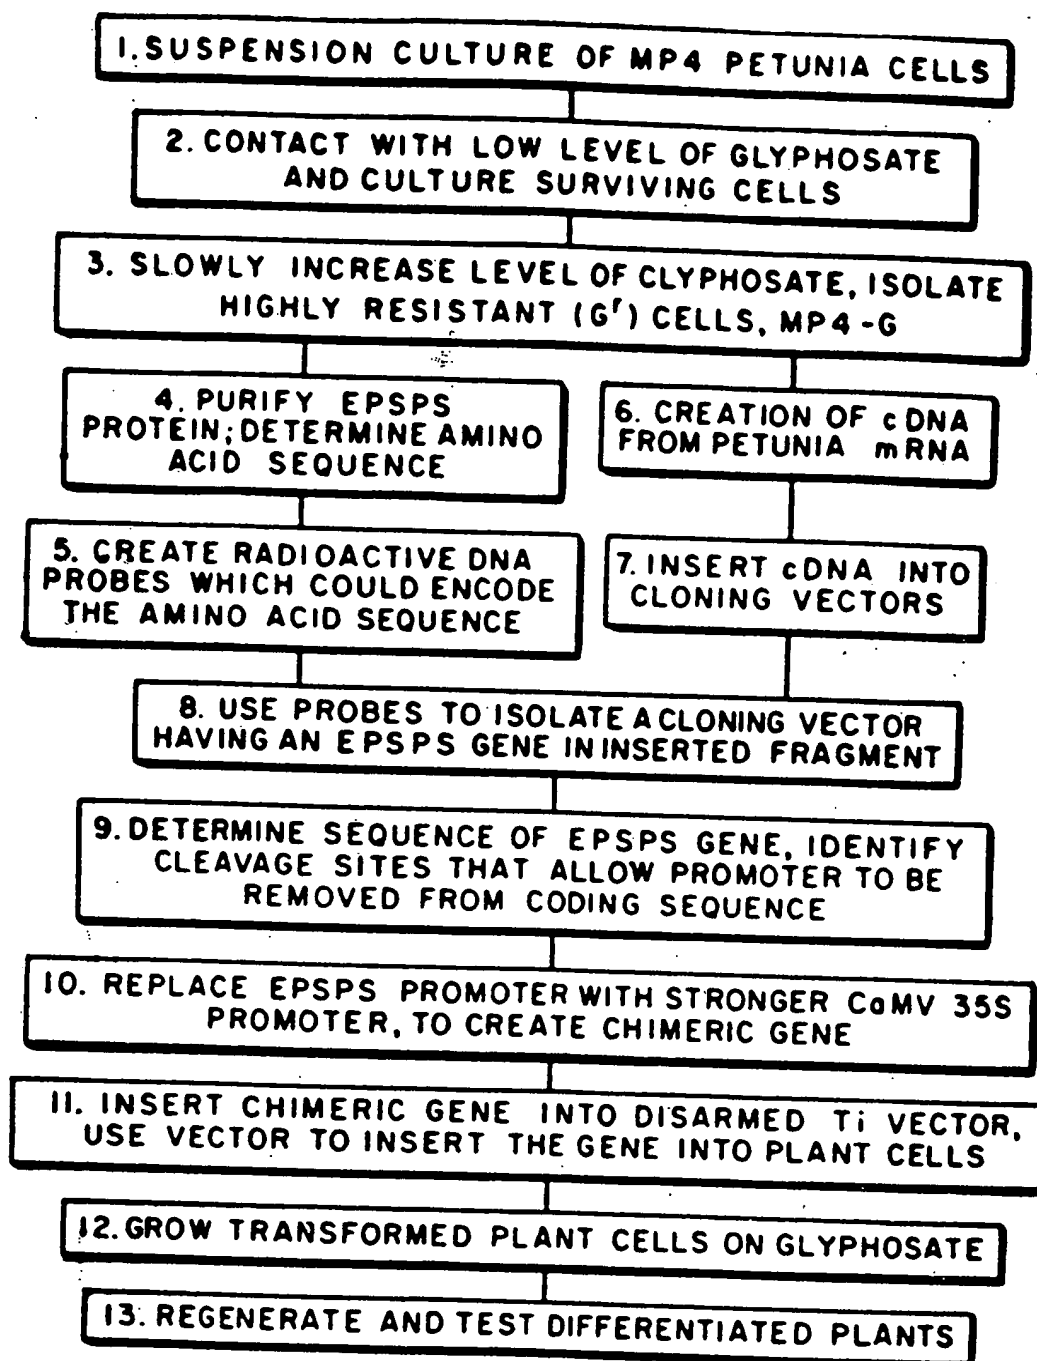 1. SUSPENSION CULTURE OF MP4 PETUNIA CELLS
2. CONTACT WITH LOW LEVEL OF GLYPHOSATE
AND CULTURE SURVIVING CELLS
3. SLOWLY INCREASE LEVEL OF CLYPHOSATE, ISOLATE
HIGHLY RESISTANT (Gʳ) CELLS, MP4-G
4. PURIFY EPSPS
PROTEIN; DETERMINE AMINO
ACID SEQUENCE
5. CREATE RADIOACTIVE DNA
PROBES WHICH COULD ENCODE
THE AMINO ACID SEQUENCE
6. CREATION OF cDNA
FROM PETUNIA mRNA
7. INSERT cDNA INTO
CLONING VECTORS
8. USE PROBES TO ISOLATE A CLONING VECTOR
HAVING AN EPSPS GENE IN INSERTED FRAGMENT
9. DETERMINE SEQUENCE OF EPSPS GENE, IDENTIFY
CLEAVAGE SITES THAT ALLOW PROMOTER TO BE
REMOVED FROM CODING SEQUENCE
10. REPLACE EPSPS PROMOTER WITH STRONGER CaMV 35S
PROMOTER, TO CREATE CHIMERIC GENE
11. INSERT CHIMERIC GENE INTO DISARMED Ti VECTOR,
USE VECTOR TO INSERT THE GENE INTO PLANT CELLS
12. GROW TRANSFORMED PLANT CELLS ON GLYPHOSATE
13. REGENERATE AND TEST DIFFERENTIATED PLANTS